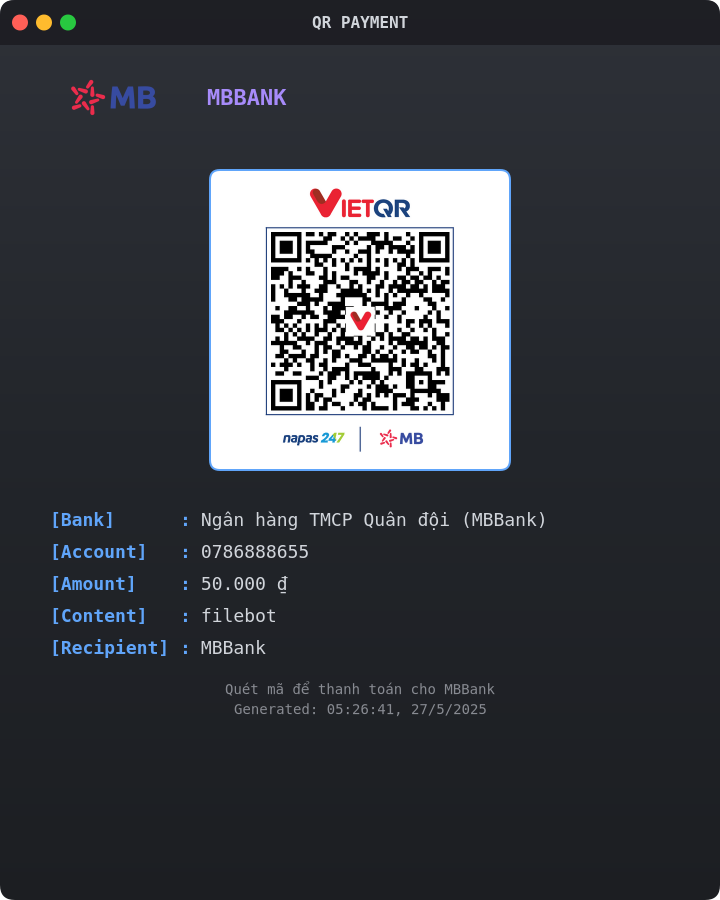 QR PAYMENT
MB
MBBANK
VIETQR
napas 247
MB
[Bank] : Ngân hàng TMCP Quân đội (MBBank)
[Account] : 0786888655
[Amount] : 50.000 ₫
[Content] : filebot
[Recipient] : MBBank
Quét mã để thanh toán cho MBBank
Generated: 05:26:41, 27/5/2025